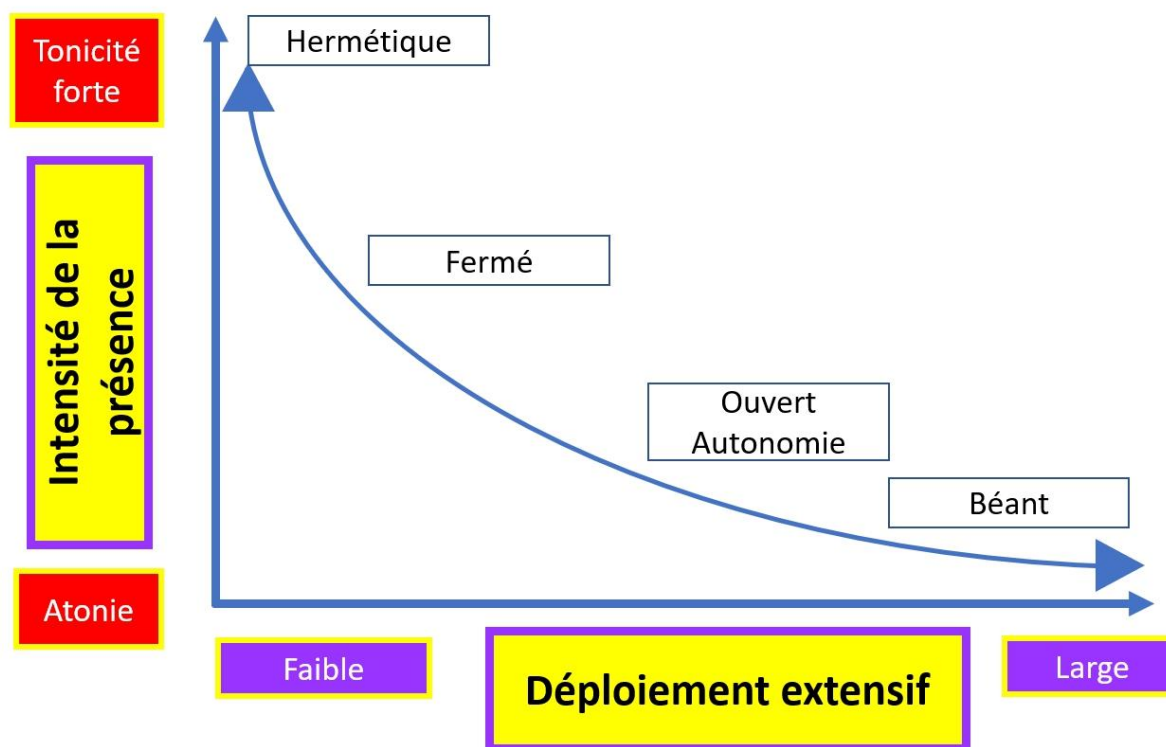 Tonicité
forte
Hermétique
Intensité de la
présence
Fermé
Ouvert
Autonomie
Béant
Atonie
Faible
Déploiement extensif
Large